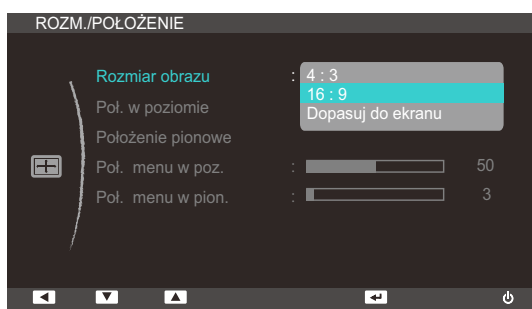 ROZM./POŁOŻENIE
Rozmiar obrazu : 4 : 3
16 : 9
Poł. w poziomie
Dopasuj do ekranu
Położenie pionowe
Poł. menu w poz. : 50
Poł. menu w pion. : 3